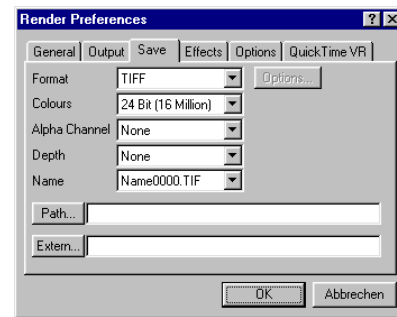 Render Preferences
General Output Save Effects Options QuickTime VR
Format TIFF Options...
Colours 24 Bit (16 Million)
Alpha Channel None
Depth None
Name Name0000.TIF
Path...
Extern...
OK Abbrechen